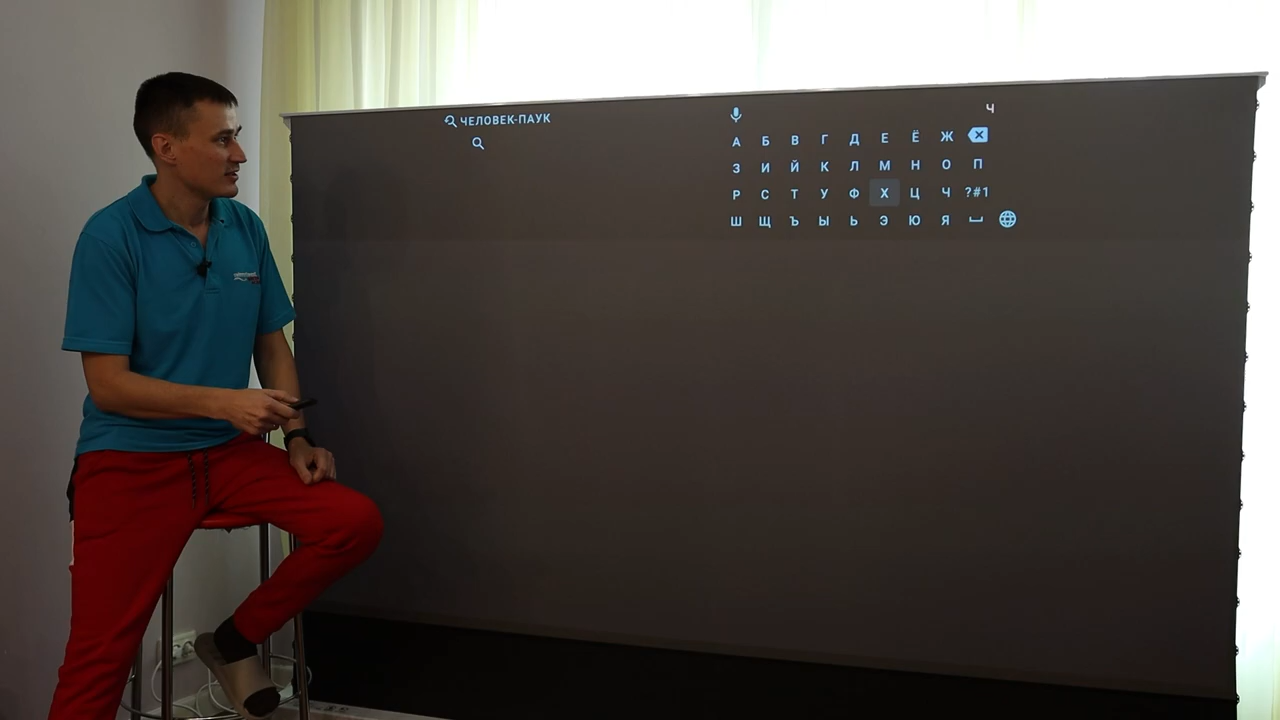 ЧЕЛОВЕК-ПАУК
Ч
А Б В Г Д Е Ё Ж
З И Й К Л М Н О П
Р С Т У Ф Х Ц Ч ?#1
Ш Щ Ъ Ы Ь Э Ю Я